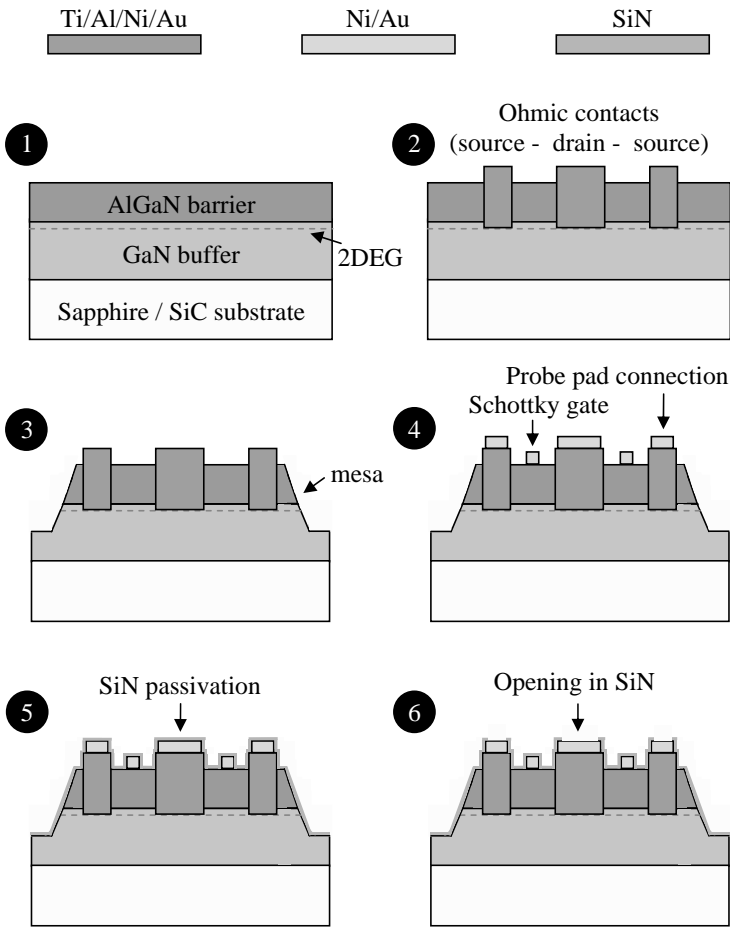 Ti/Al/Ni/Au
Ni/Au
SiN
1
AlGaN barrier
2DEG
GaN buffer
Sapphire / SiC substrate
2
Ohmic contacts
(source - drain - source)
3
mesa
4
Probe pad connection
Schottky gate
5
SiN passivation
6
Opening in SiN